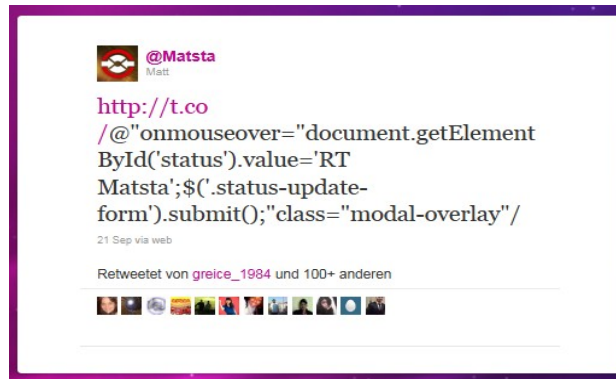 @Matsta
Matt
http://t.co
/@"onmouseover="document.getElement
ById('status').value='RT
Matsta';$('.status-update-
form').submit();"class="modal-overlay"/
21 Sep via web
Retweetet von greice_1984 und 100+ anderen